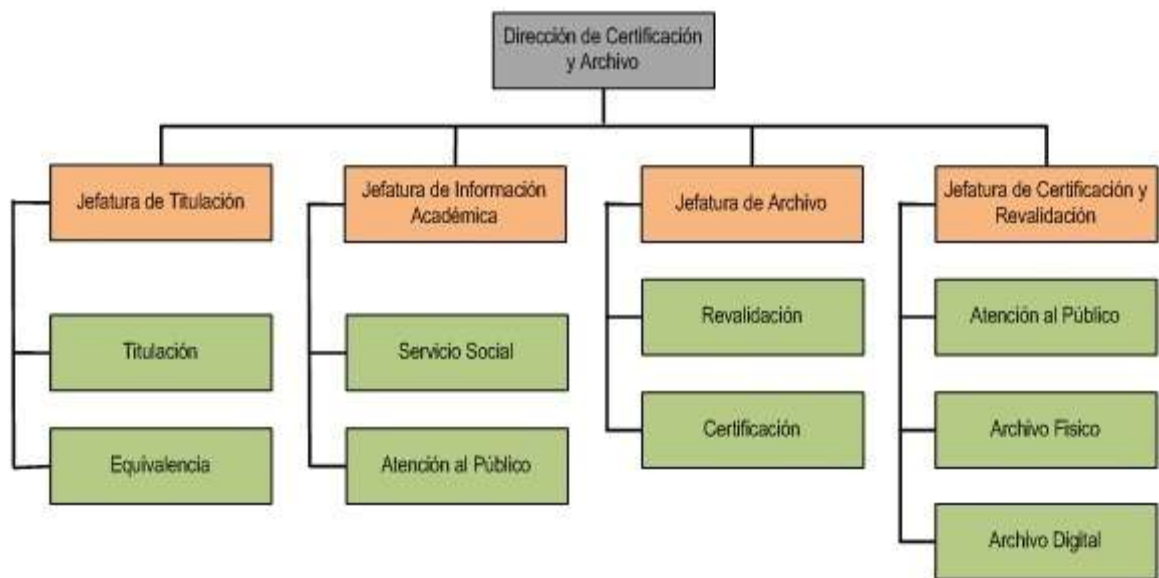 Dirección de Certificación
y Archivo
Jefatura de Titulación
Jefatura de Información
Académica
Jefatura de Archivo
Jefatura de Certificación y
Revalidación
Titulación
Equivalencia
Servicio Social
Atención al Público
Revalidación
Certificación
Atención al Público
Archivo Fisico
Archivo Digital